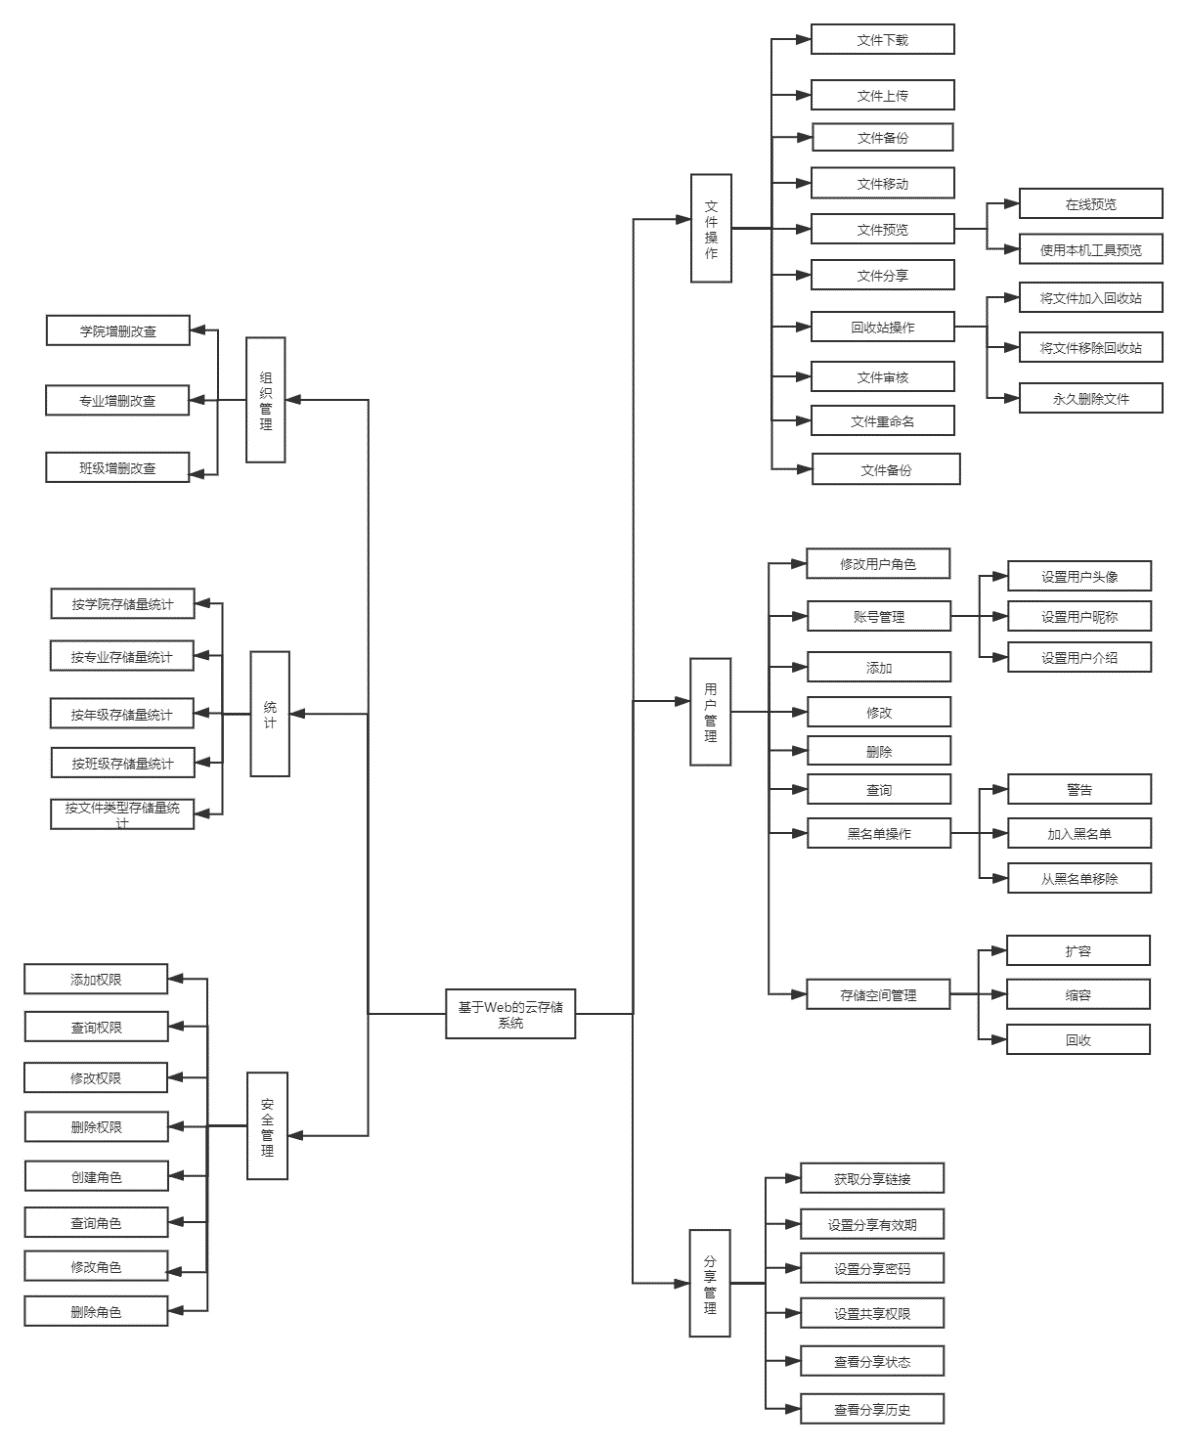 基于Web的云存储
系统
文件操作
文件下载
文件上传
文件备份
文件移动
文件预览
在线预览
使用本机工具预览
文件分享
回收站操作
将文件加入回收站
将文件移除回收站
永久删除文件
文件审核
文件重命名
文件备份
用户管理
修改用户角色
账号管理
设置用户头像
设置用户昵称
设置用户介绍
添加
修改
删除
查询
黑名单操作
警告
加入黑名单
从黑名单移除
存储空间管理
扩容
缩容
回收
分享管理
获取分享链接
设置分享有效期
设置分享密码
设置共享权限
查看分享状态
查看分享历史
组织管理
学院增删改查
专业增删改查
班级增删改查
统计
按学院存储量统计
按专业存储量统计
按年级存储量统计
按班级存储量统计
按文件类型存储量统
计
安全管理
添加权限
查询权限
修改权限
删除权限
创建角色
查询角色
修改角色
删除角色